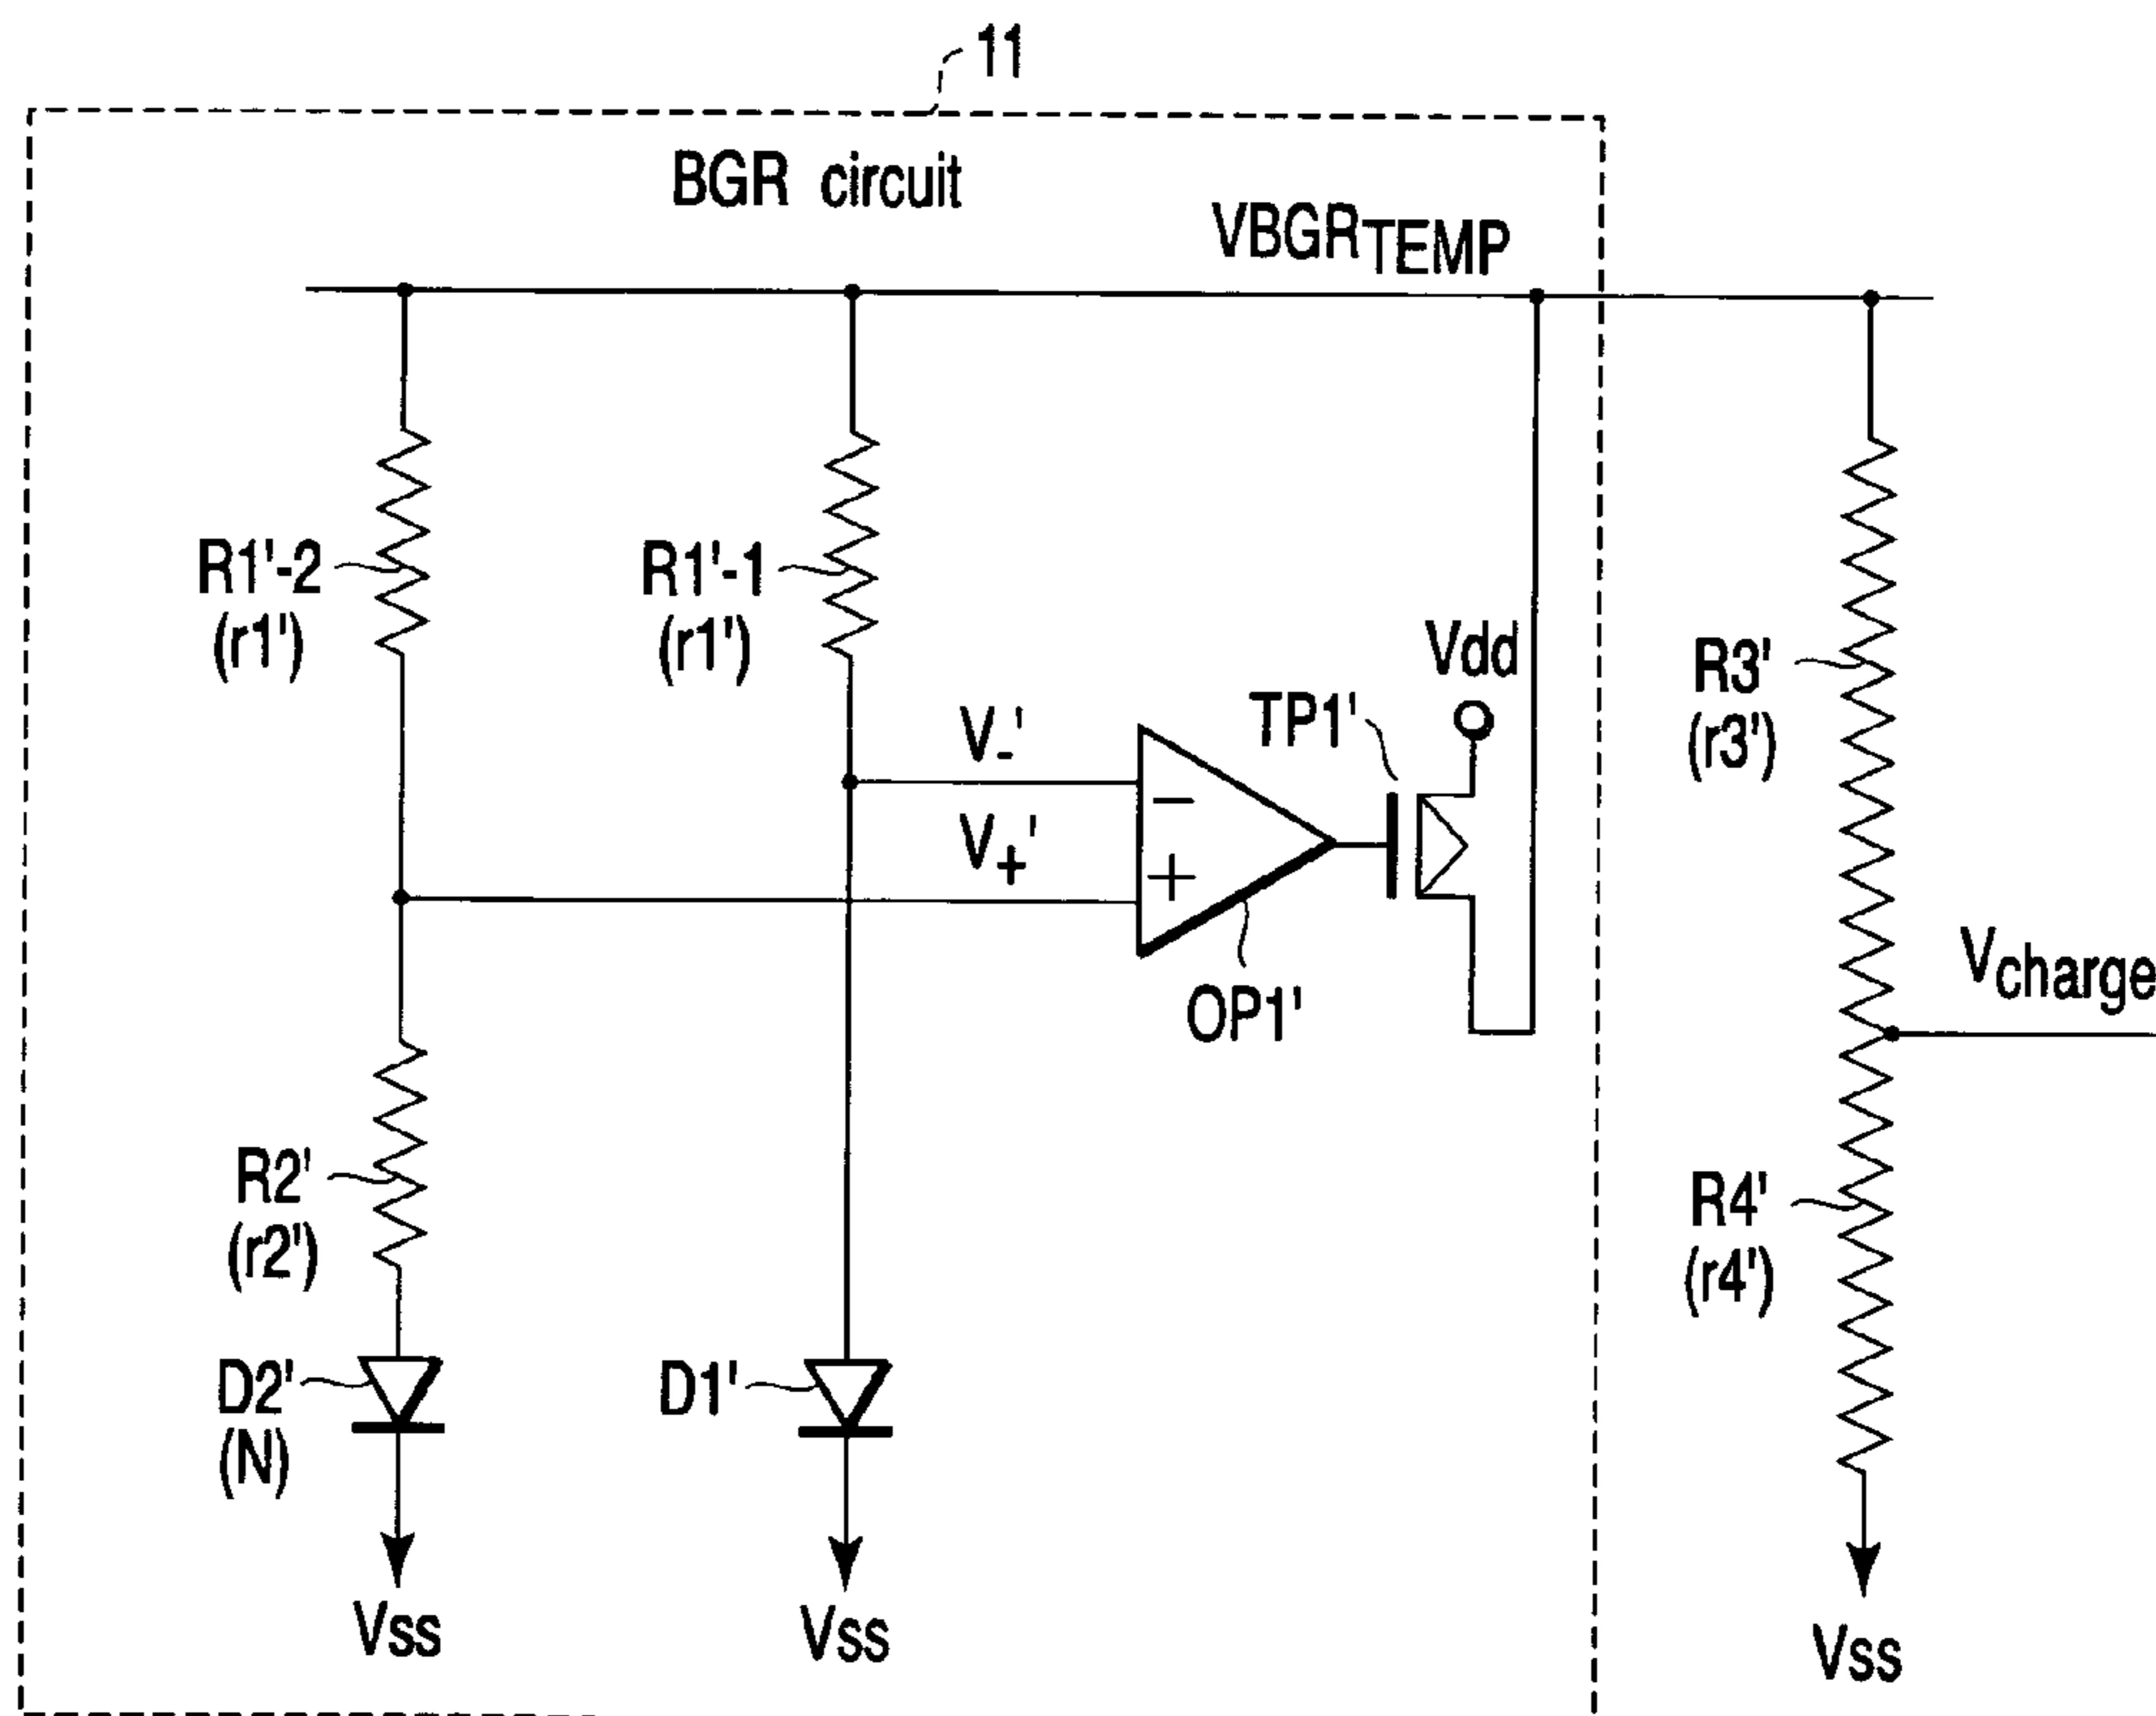 11
BGR circuit
VBGRTEMP
R1'-2
(r1')
R1'-1
(r1')
Vdd
TP1'
R3'
(r3')
V-'
V+'
−
+
OP1'
Vcharge
R2'
(r2')
R4'
(r4')
D2'
(N)
D1'
Vss
Vss
Vss